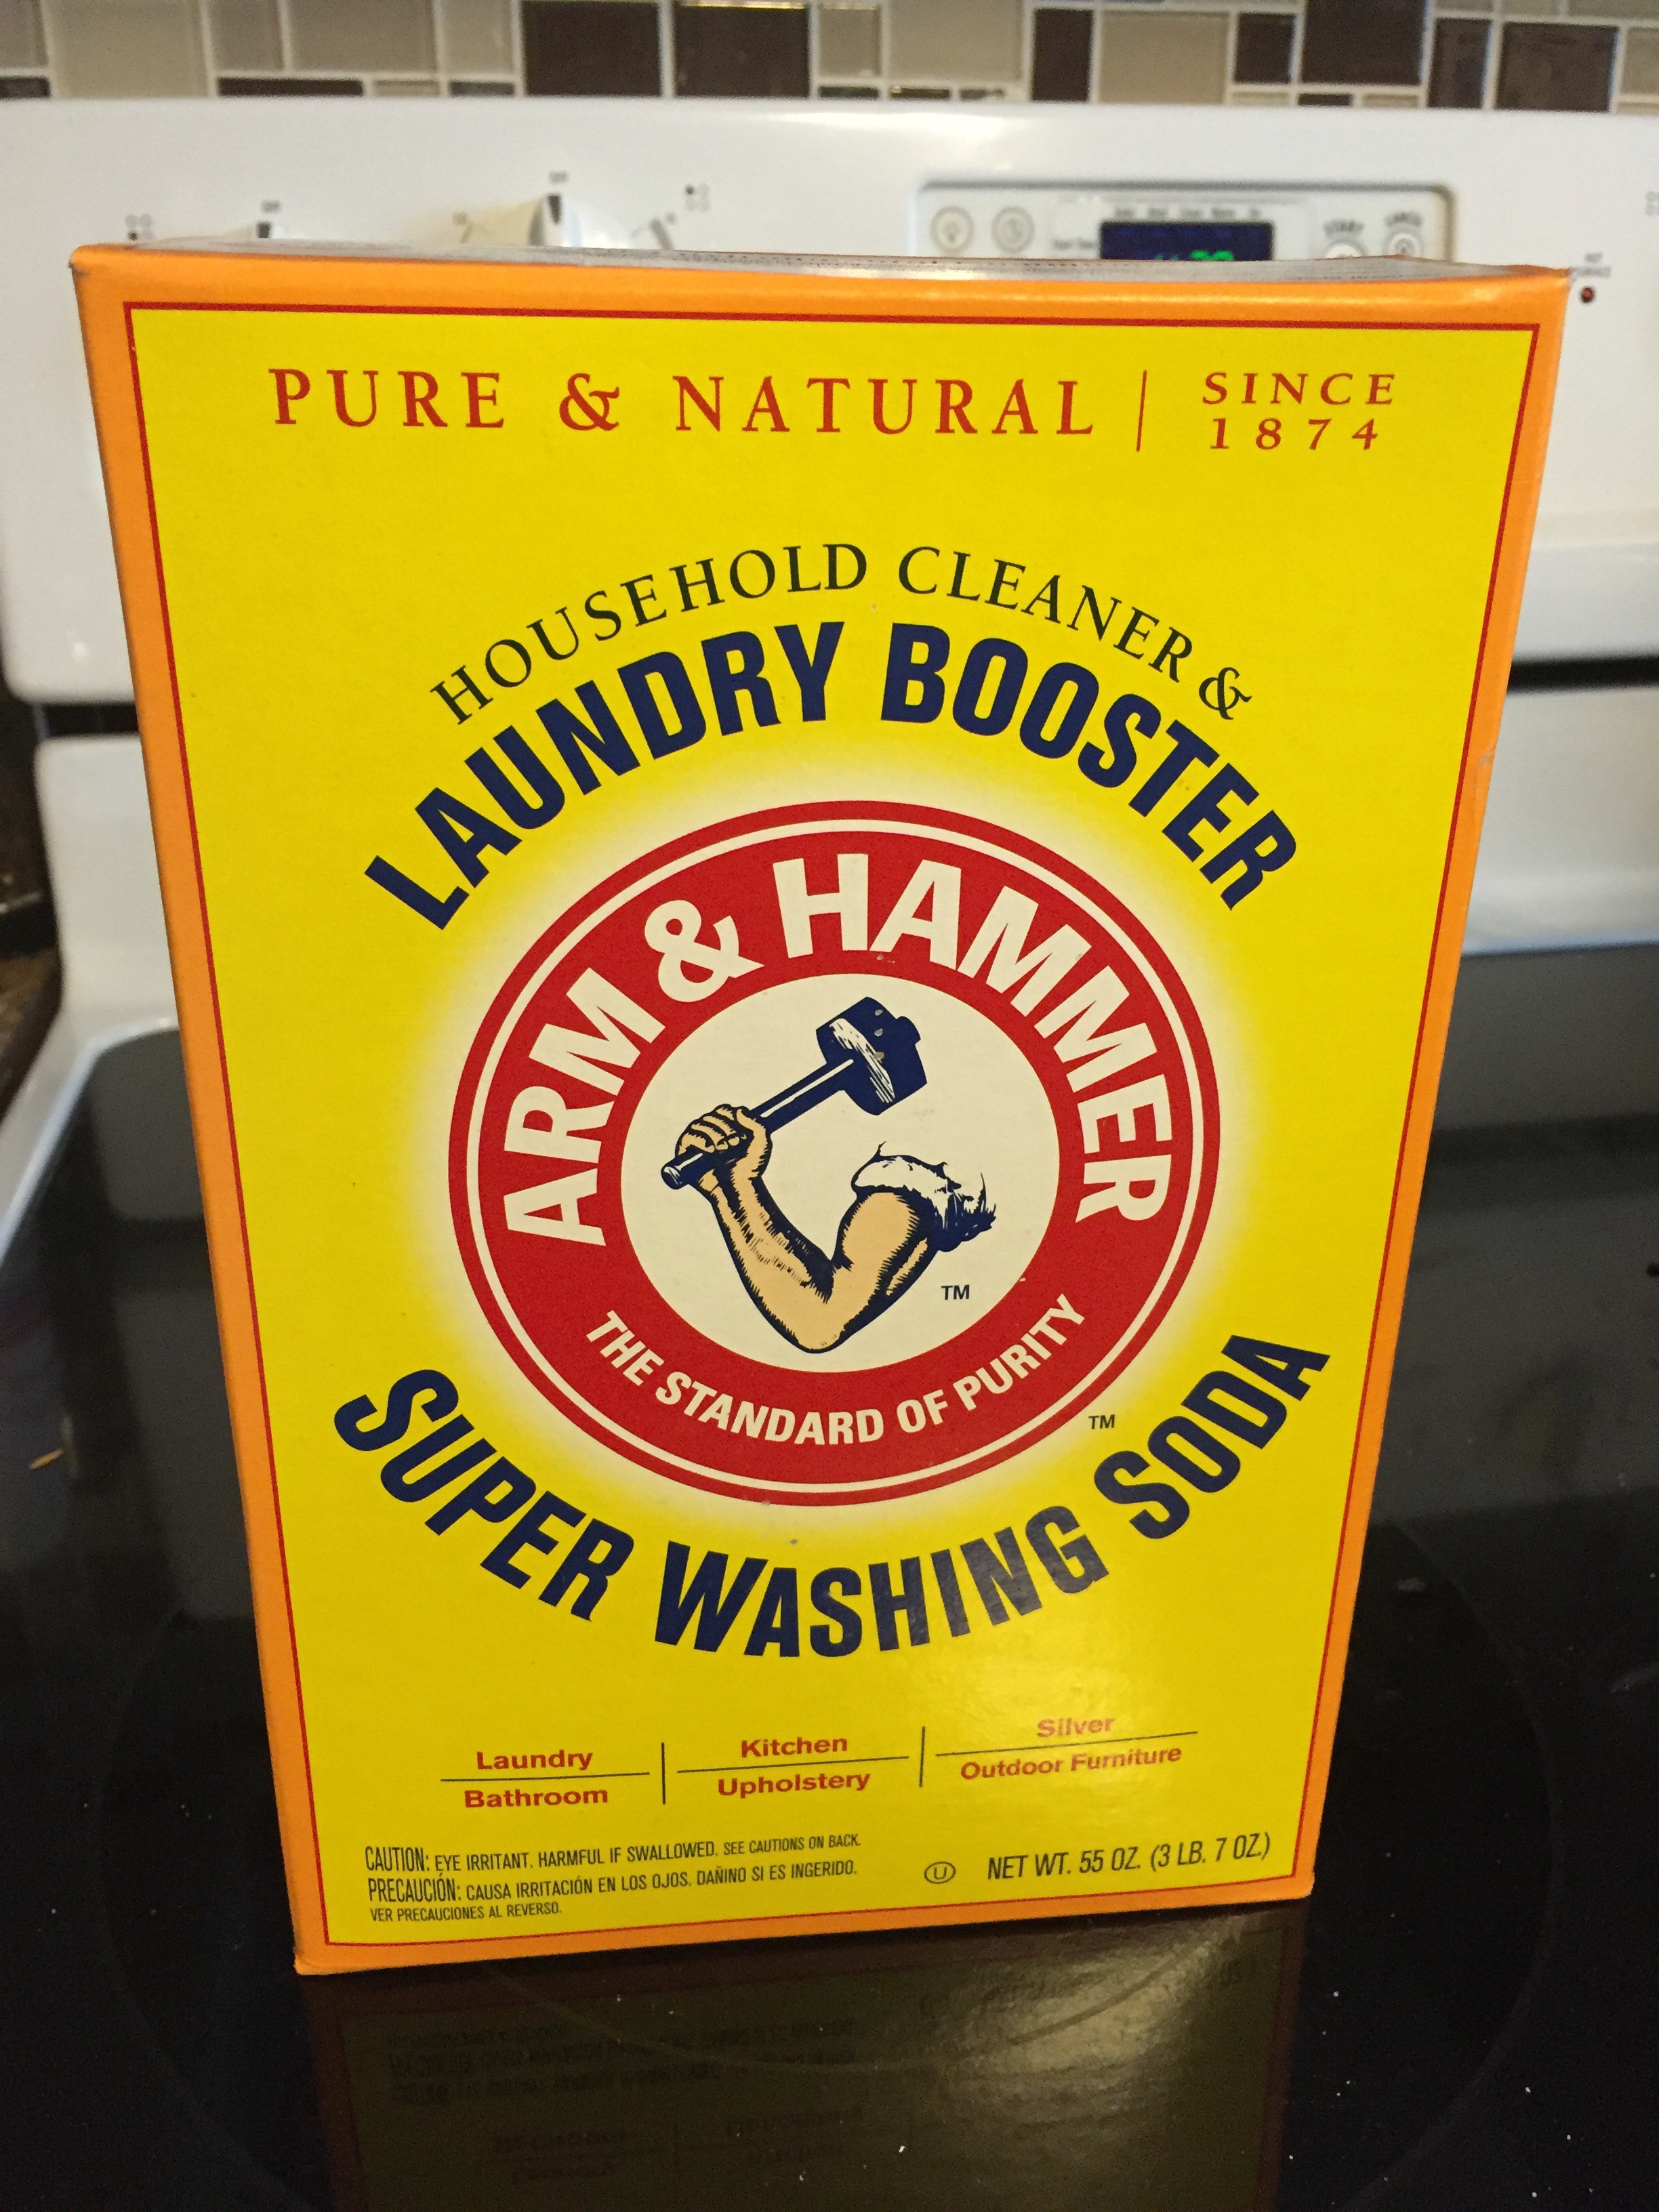 PURE & NATURAL | SINCE
1874
HOUSEHOLD CLEANER &
LAUNDRY BOOSTER
ARM & HAMMER
TM
THE STANDARD OF PURITY
TM
SUPER WASHING SODA
Laundry
Bathroom
Kitchen
Upholstery
Silver
Outdoor Furniture
CAUTION: EYE IRRITANT. HARMFUL IF SWALLOWED. SEE CAUTIONS ON BACK.
PRECAUCIÓN: CAUSA IRRITACIÓN EN LOS OJOS. DAÑINO SI ES INGERIDO.
VER PRECAUCIONES AL REVERSO.
U
NET WT. 55 OZ. (3 LB. 7 OZ.)
START
OFF
OFF